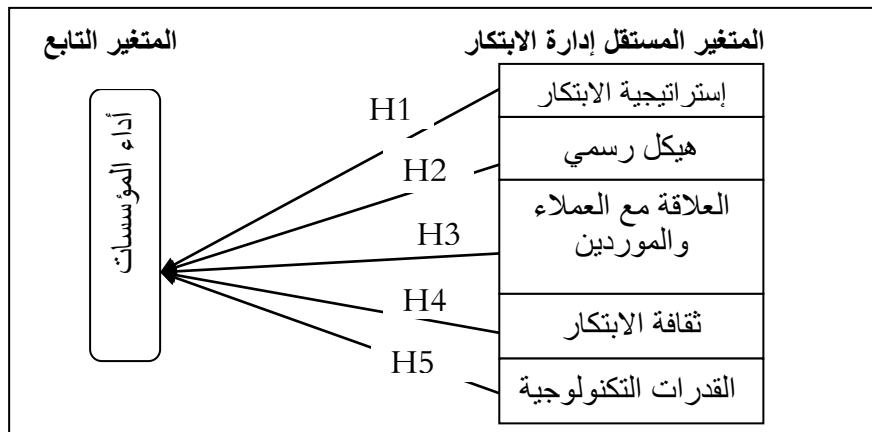 المتغير المستقل إدارة الابتكار
المتغير التابع
إستراتيجية الابتكار
هيكل رسمي
العلاقة مع العملاء
والموردين
ثقافة الابتكار
القدرات التكنولوجية
H1
H2
H3
H4
H5
أداء المؤسسات